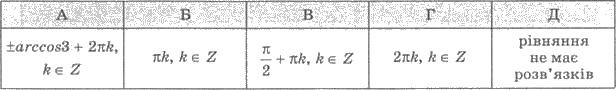 А Б В Г Д
±arccos3 + 2πk, k ∈ Z
πk, k ∈ Z
π/2 + πk, k ∈ Z
2πk, k ∈ Z
рівняння
не має
розв'язків